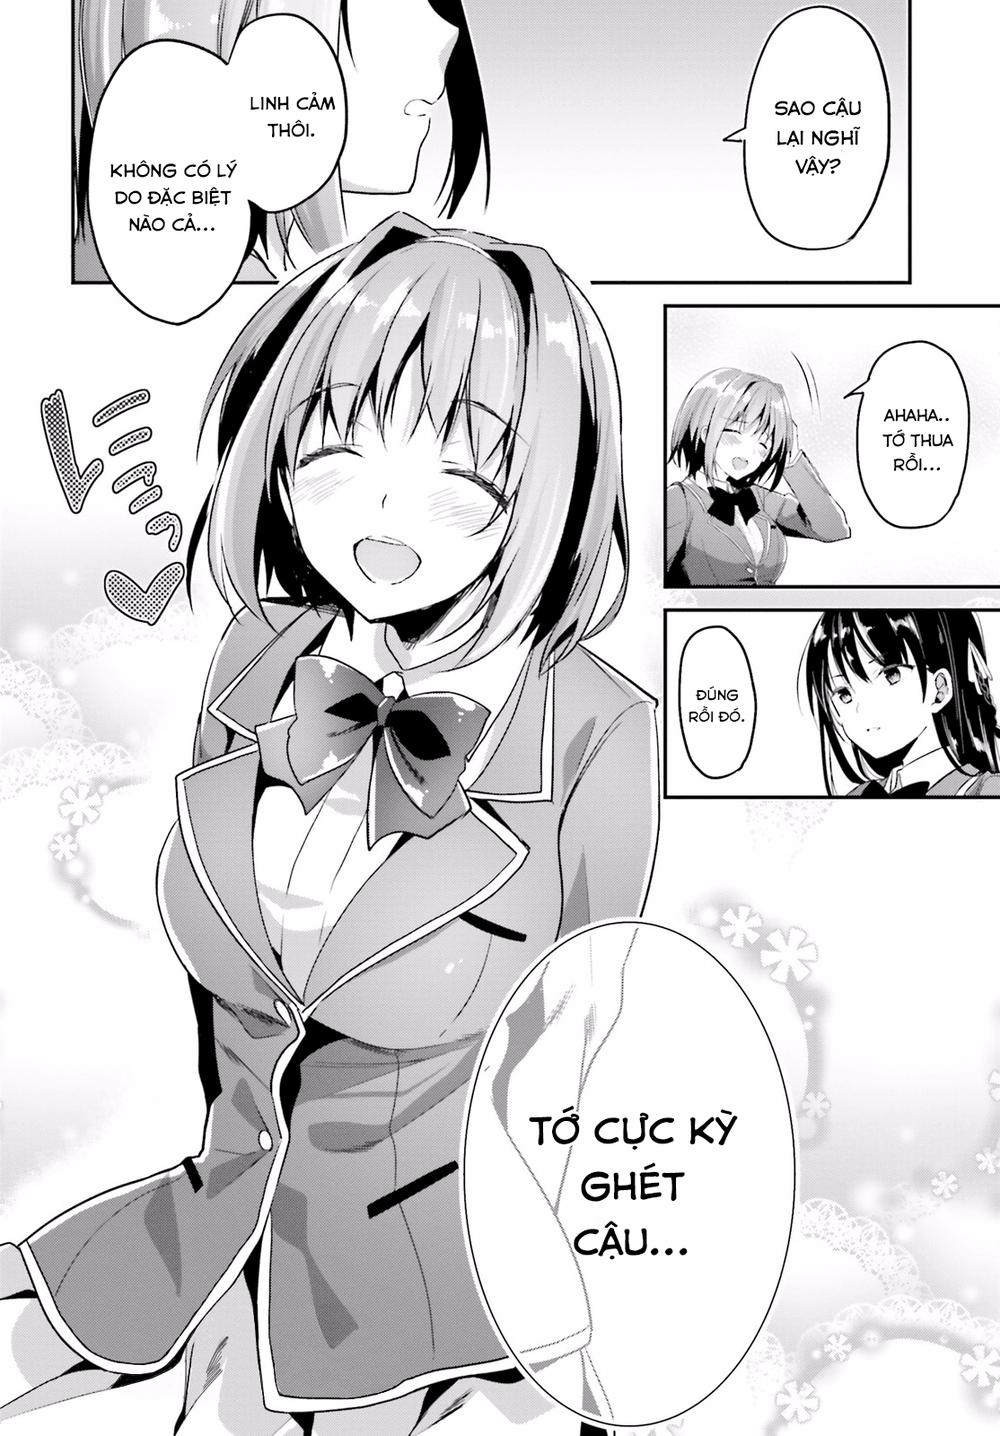 SAO CẬU
LẠI NGHĨ
VẬY?
LINH CẢM
THÔI.
KHÔNG CÓ LÝ
DO ĐẶC BIỆT
NÀO CẢ...
AHAHA..
TỚ THUA
RỒI...
ĐÚNG
RỒI ĐÓ.
TỚ CỰC KỲ
GHÉT
CẬU...